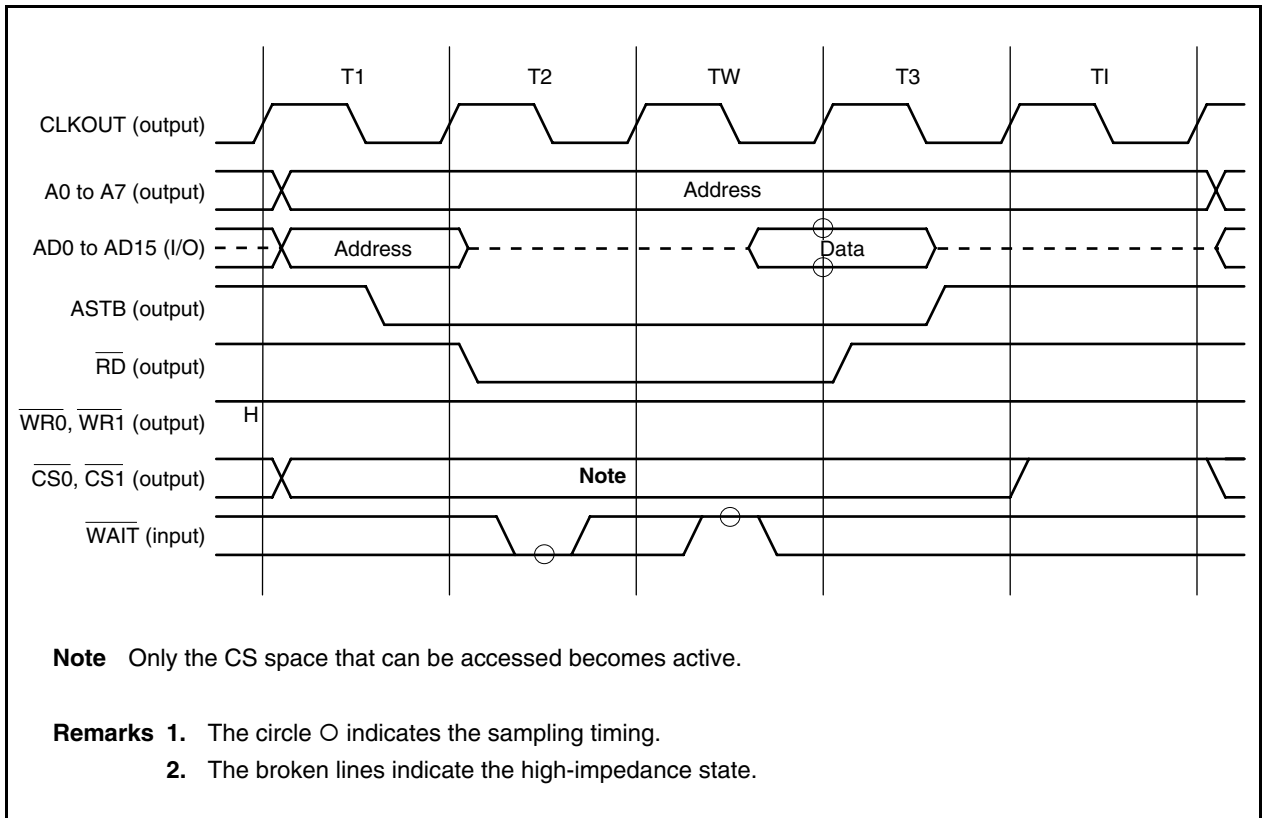 T1 T2 TW T3 TI
CLKOUT (output)
A0 to A7 (output) Address
AD0 to AD15 (I/O) Address Data
ASTB (output)
RD (output)
WR0, WR1 (output) H
CS0, CS1 (output) Note
WAIT (input)
Note Only the CS space that can be accessed becomes active.
Remarks 1. The circle ○ indicates the sampling timing.
2. The broken lines indicate the high-impedance state.